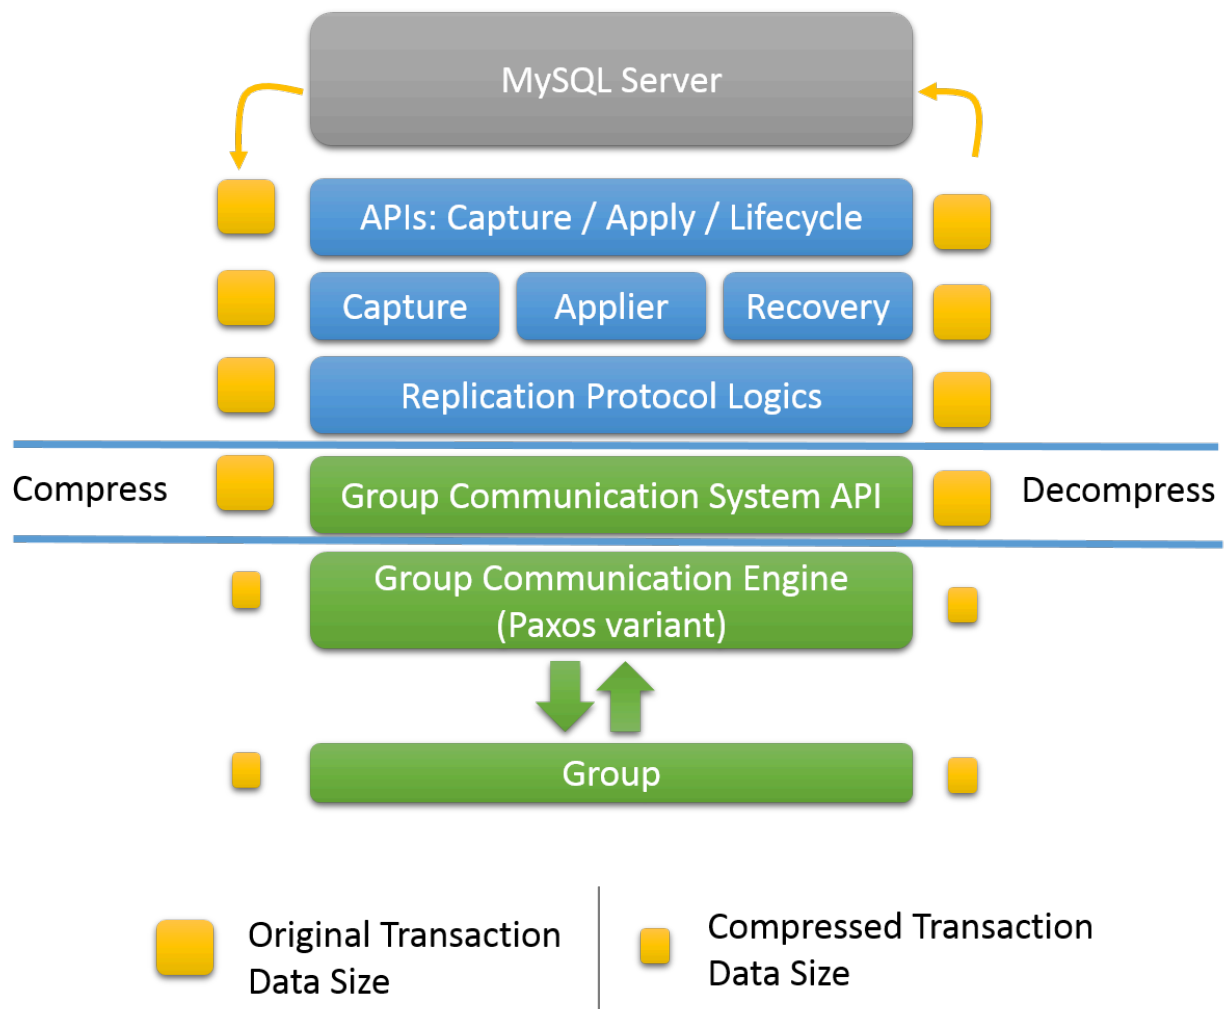 MySQL Server
APIs: Capture / Apply / Lifecycle
Capture
Applier
Recovery
Replication Protocol Logics
Compress
Group Communication System API
Decompress
Group Communication Engine
(Paxos variant)
Group
Original Transaction
Data Size
Compressed Transaction
Data Size